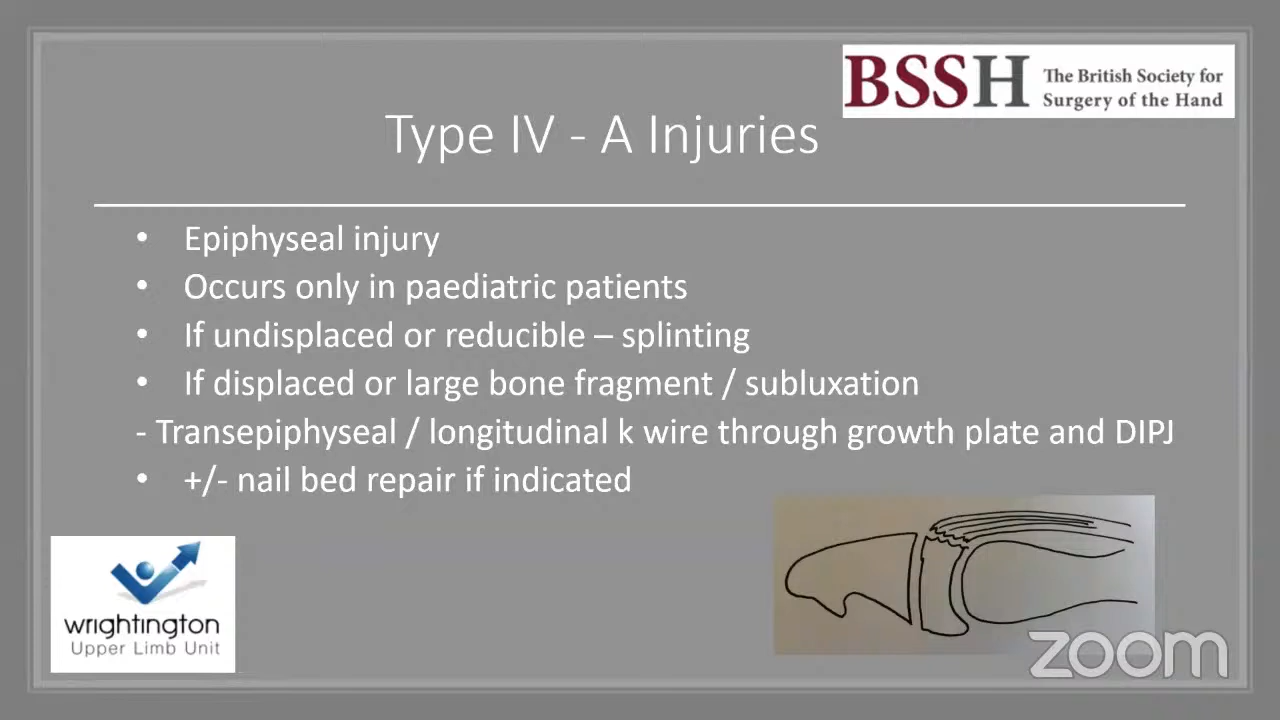 BSSH The British Society for
Surgery of the Hand
Type IV - A Injuries
• Epiphyseal injury
• Occurs only in paediatric patients
• If undisplaced or reducible – splinting
• If displaced or large bone fragment / subluxation
- Transepiphyseal / longitudinal k wire through growth plate and DIPJ
• +/- nail bed repair if indicated
wrightington
Upper Limb Unit
zoom